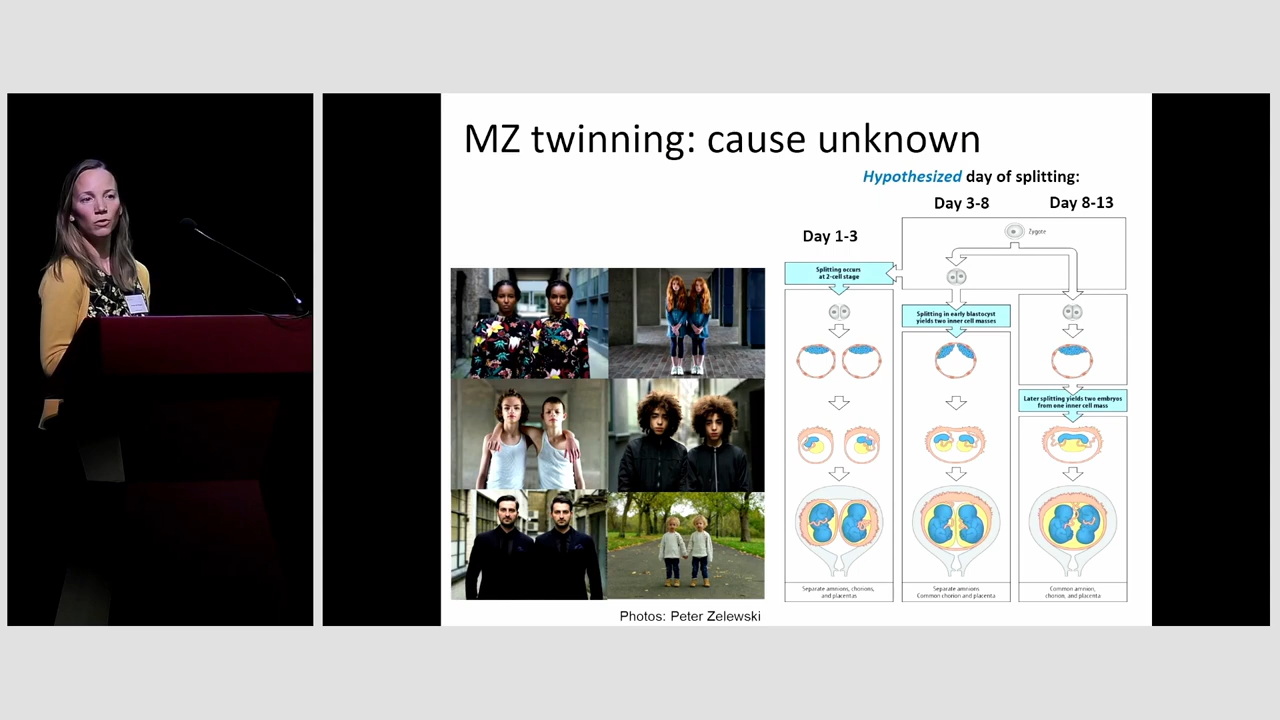 MZ twinning: cause unknown
Hypothesized day of splitting:
Day 3-8
Day 8-13
Day 1-3
Zygote
Splitting occurs
at 2-cell stage
Splitting in early blastocyst
yields two inner cell masses
Later splitting yields two embryos
from one inner cell mass
Separate amnions, chorions,
and placentas
Separate amnions
Common chorion and placenta
Common amnion,
chorion, and placenta
Photos: Peter Zelewski